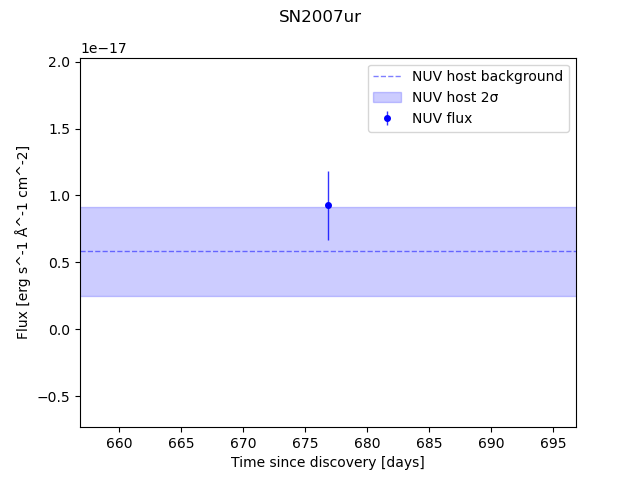 SN2007ur
1e−17
2.0
1.5
1.0
0.5
0.0
−0.5
Flux [erg s^-1 Å^-1 cm^-2]
NUV host background
NUV host 2σ
NUV flux
660 665 670 675 680 685 690 695
Time since discovery [days]